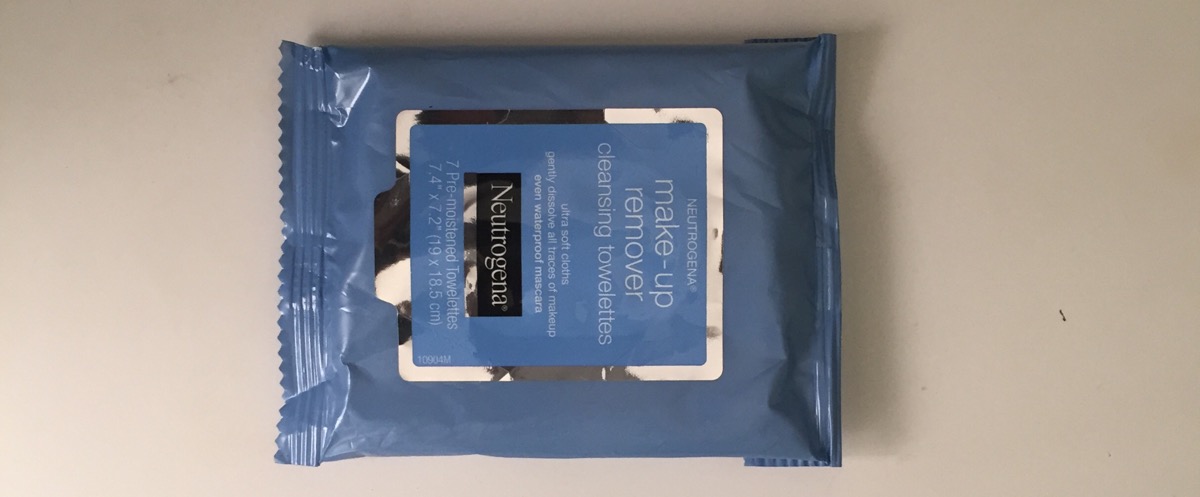 NEUTROGENA®
make-up
remover
cleansing towelettes
ultra soft cloths
gently dissolve all traces of makeup
even waterproof mascara
Neutrogena®
7 Pre-moistened Towelettes
7.4" x 7.2" (19 x 18.5 cm)
10904M